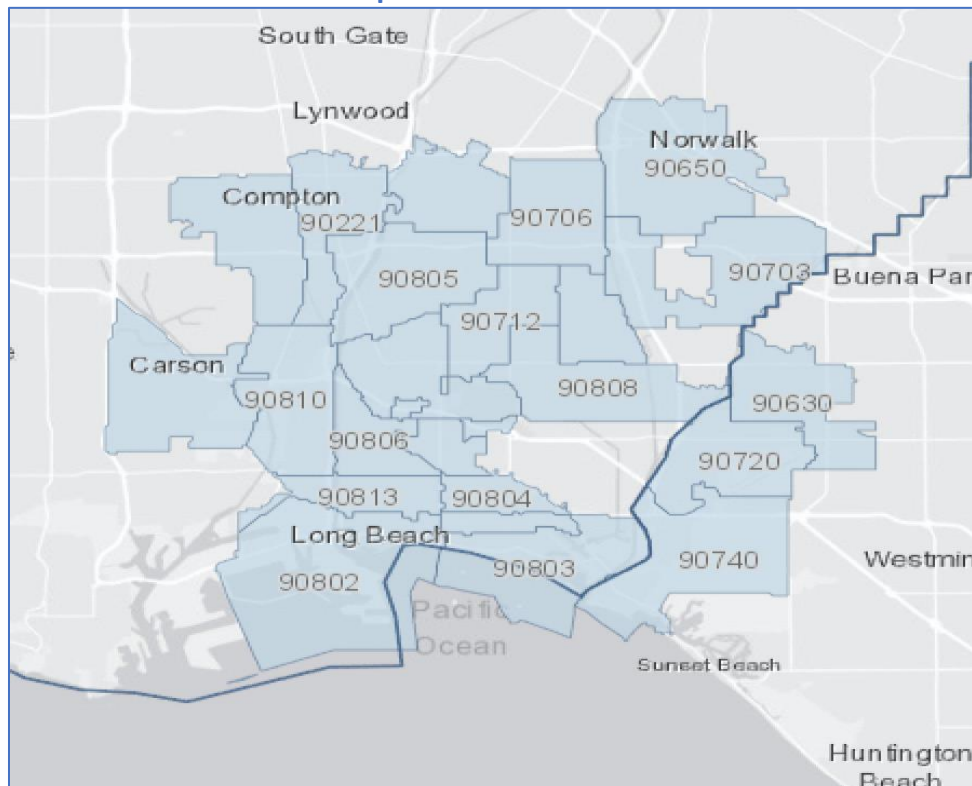 South Gate
Lynwood
Norwalk
90650
Compton
90221
90706
90805
90703
Buena Par
90712
Carson
90808
90810
90630
90806
90720
90813
90804
Long Beach
90803
90740
Westmin
90802
Pacific
Ocean
Sunset Beach
Huntington
Beach